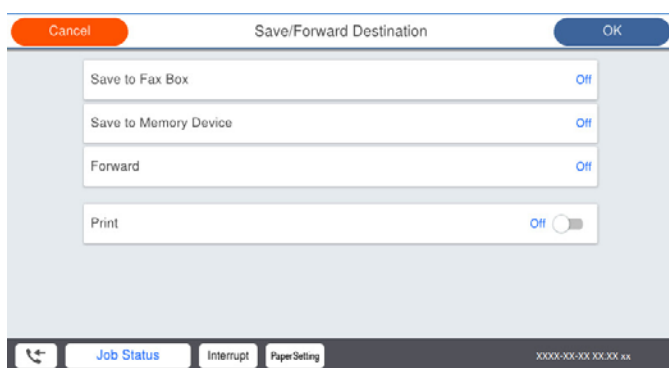 Cancel Save/Forward Destination OK
Save to Fax Box Off
Save to Memory Device Off
Forward Off
Print Off
Job Status Interrupt Paper Setting XXXX-XX-XX XX:XX xx